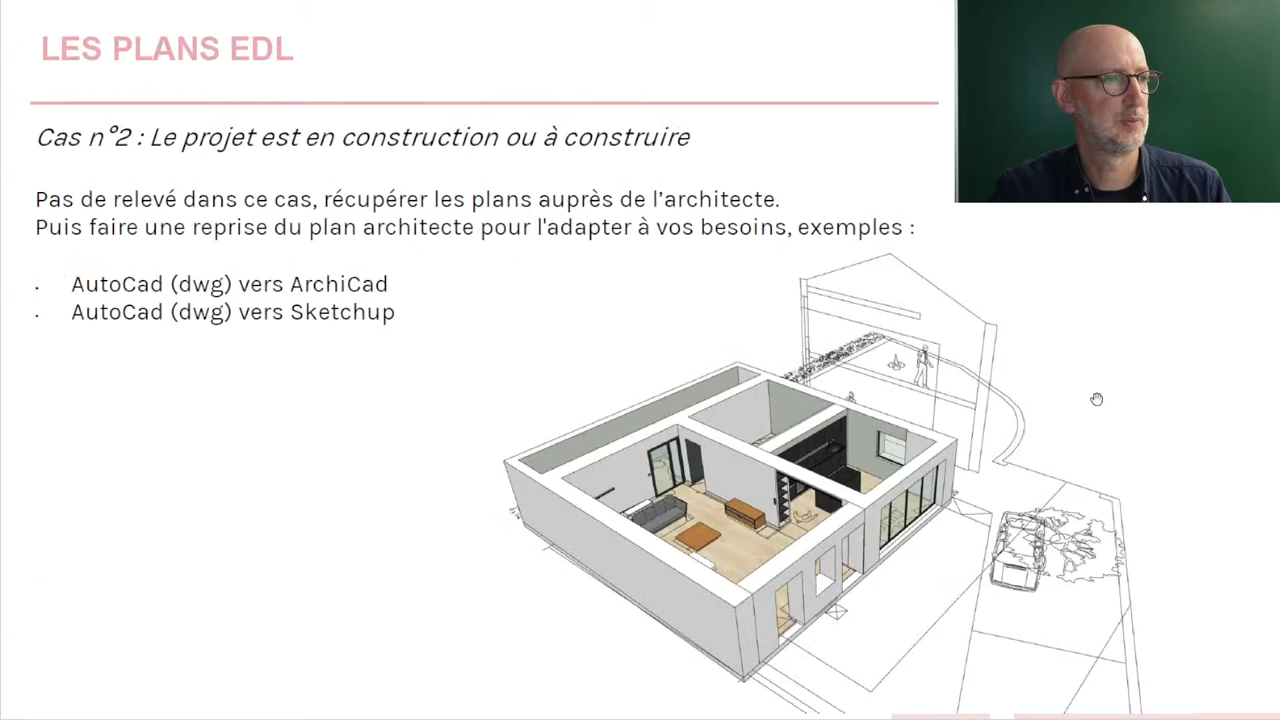 LES PLANS EDL
Cas n°2 : Le projet est en construction ou à construire
Pas de relevé dans ce cas, récupérer les plans auprès de l’architecte.
Puis faire une reprise du plan architecte pour l'adapter à vos besoins, exemples :
· AutoCad (dwg) vers ArchiCad
· AutoCad (dwg) vers Sketchup